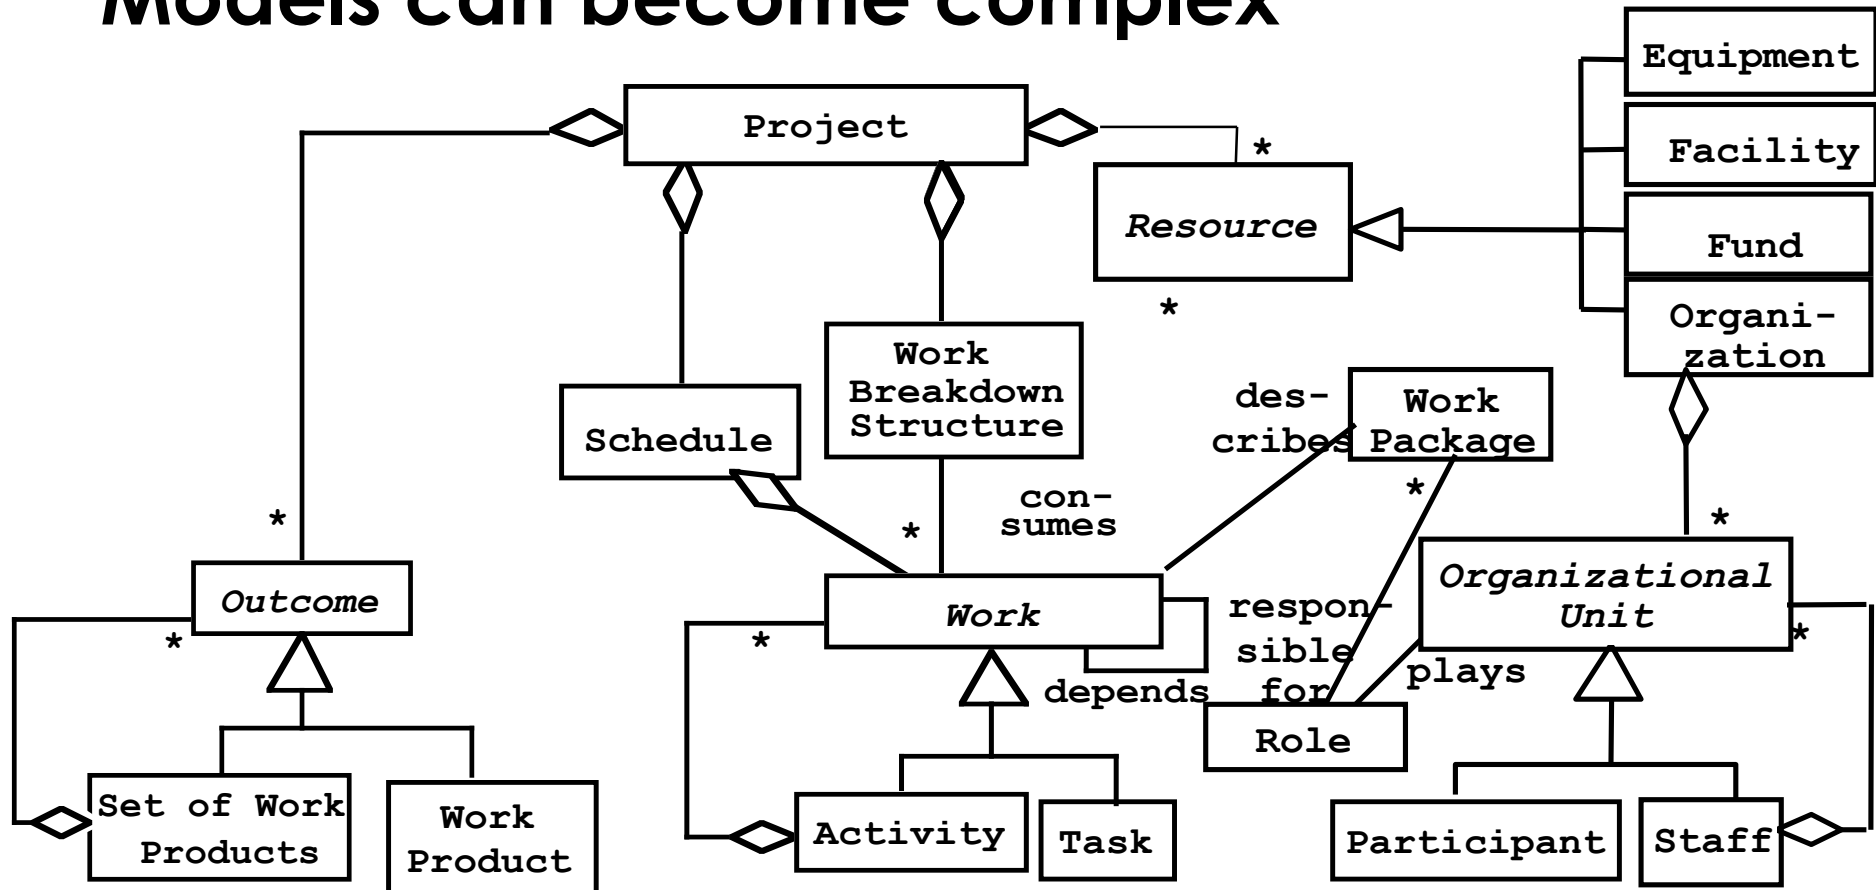 Models can become complex
Equipment
Project
Facility
*
Resource
Fund
*
Organi-
zation
Work
Breakdown
Structure
Schedule
des-
cribes
Work
Package
*
con-
sumes
*
*
*
Outcome
*
Work
*
depends
respon-
sible
for
Organizational
Unit
*
plays
Role
Set of Work
Products
Work
Product
Activity
Task
Participant
Staff